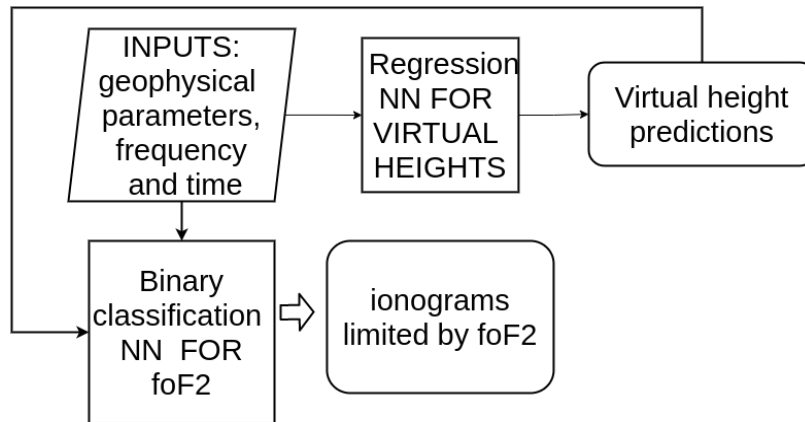 INPUTS:
geophysical
parameters,
frequency
and time
Regression
NN FOR
VIRTUAL
HEIGHTS
Virtual height
predictions
Binary
classification
NN FOR
foF2
ionograms
limited by foF2